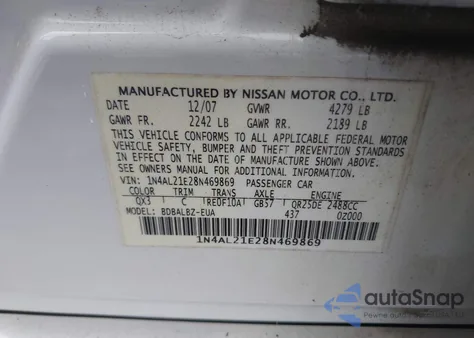 MANUFACTURED BY NISSAN MOTOR CO., LTD.
DATE 12/07 GVWR 4279 LB
GAWR FR. 2242 LB GAWR RR. 2189 LB
THIS VEHICLE CONFORMS TO ALL APPLICABLE FEDERAL MOTOR
VEHICLE SAFETY, BUMPER AND THEFT PREVENTION STANDARDS
IN EFFECT ON THE DATE OF MANUFACTURE SHOWN ABOVE.
SEE OWNERS MANUAL FOR ADDITIONAL INFORMATION.
VIN: 1N4AL21E28N469869 PASSENGER CAR
COLOR TRIM TRANS AXLE ENGINE
QX3 C RE0F10A GB57 QR25DE 2488CC
MODEL: BDBALBZ-EUA 437 0Z000
1N4AL21E28N469869
autoSnap